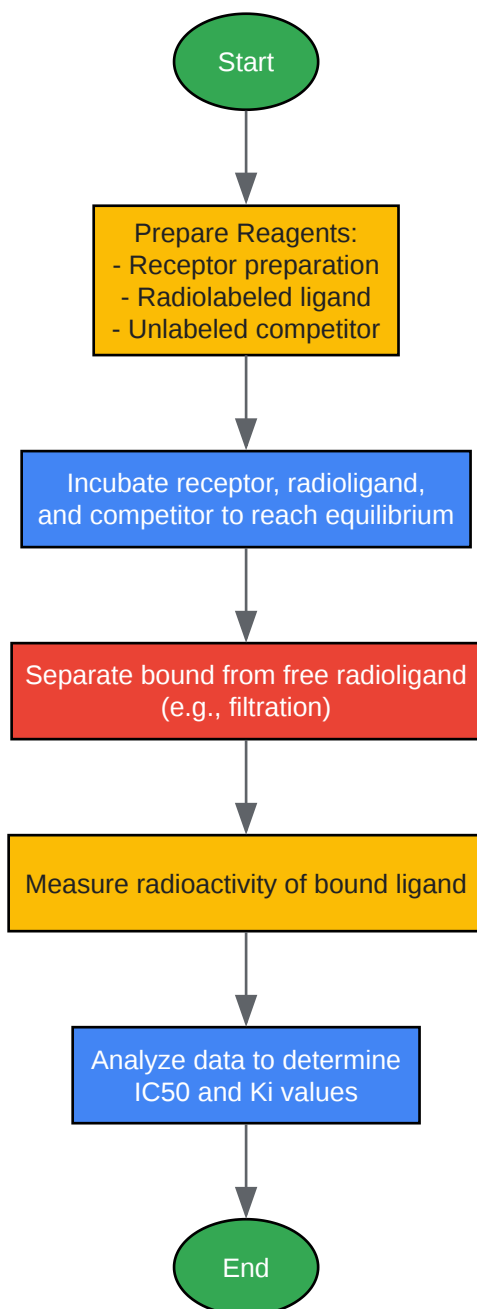 Start
Prepare Reagents:
- Receptor preparation
- Radiolabeled ligand
- Unlabeled competitor
Incubate receptor, radioligand,
and competitor to reach equilibrium
Separate bound from free radioligand
(e.g., filtration)
Measure radioactivity of bound ligand
Analyze data to determine
IC50 and Ki values
End